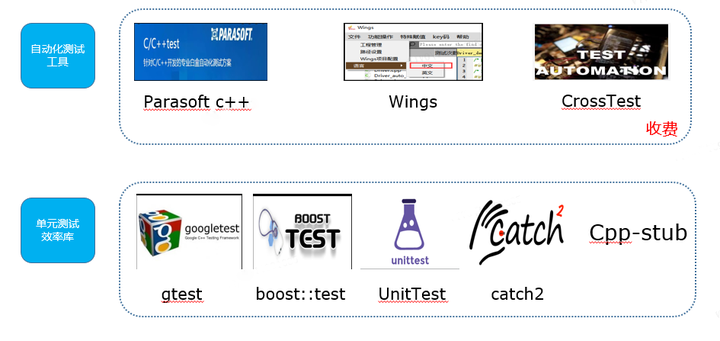 自动化测试
工具
PARASOFT
C/C++test
针对C/C++开发的专业白盒自动化测试方案
Parasoft c++
Wings
文件 功能操作 特殊赋值 key码 帮助
工程管理
路径设置
Wings项目配置
语言
中文
英文
Wings
TEST
AUTOMATION
CrossTest
收费
单元测试
效率库
googletest
Google C++ Testing Framework
gtest
BOOST
TEST
boost::test
unittest
UnitTest
Catch2
catch2
Cpp-stub